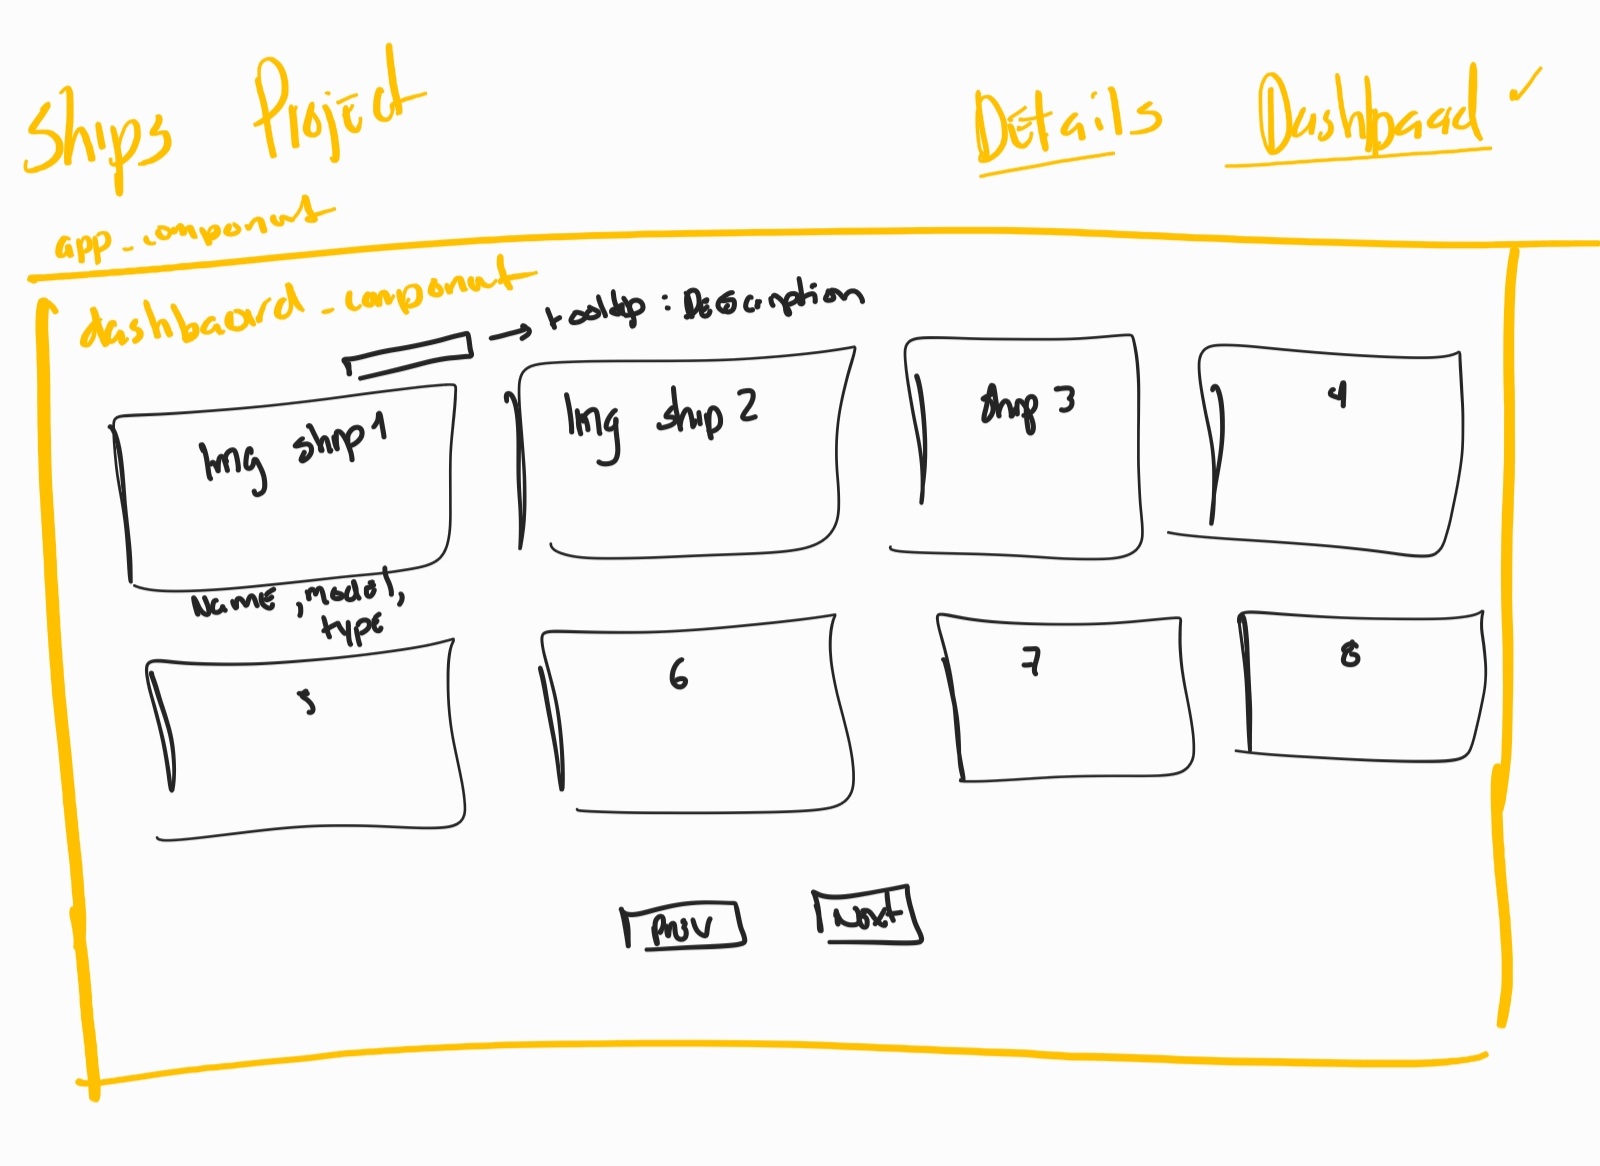 Ships Project
Details Dashbaad ✓
app_component
dashbaord_component
tooltip : Description
Img ship 1
Img ship 2
ship 3
4
Name , model,
type
5
6
7
8
Prev
Next